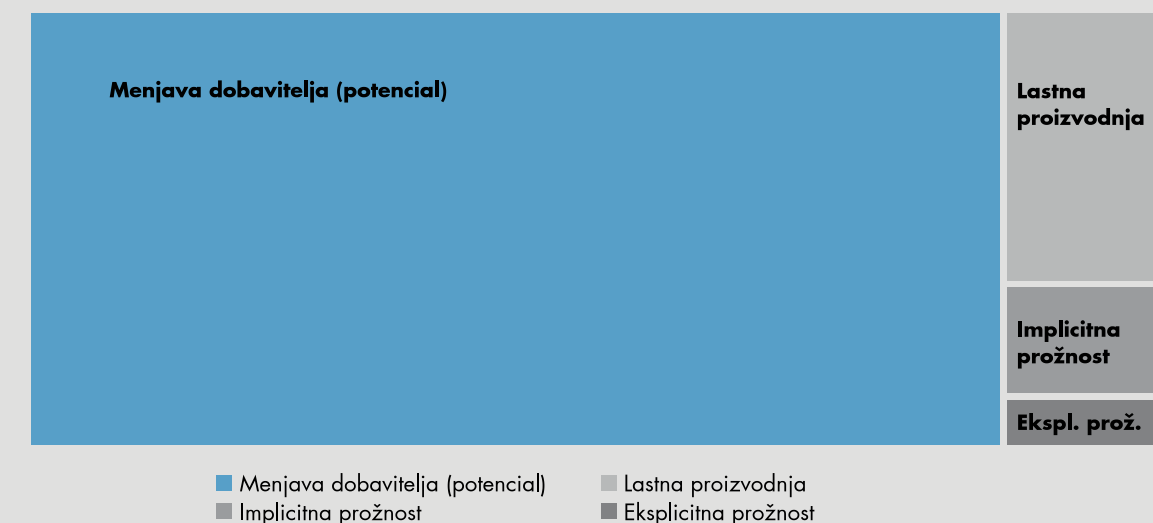 Menjava dobavitelja (potencial)
Lastna
proizvodnja
Implicitna
prožnost
Ekspl. prož.
Menjava dobavitelja (potencial)
Lastna proizvodnja
Implicitna prožnost
Eksplicitna prožnost